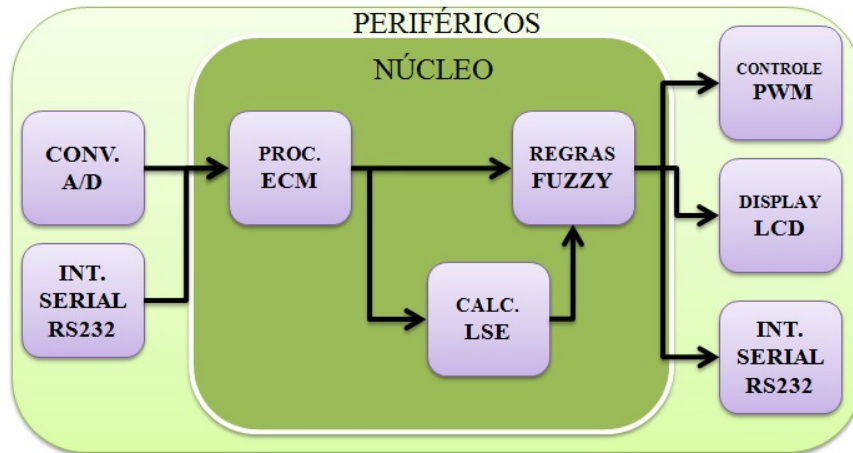 PERIFÉRICOS
NÚCLEO
CONV.
A/D
INT.
SERIAL
RS232
PROC.
ECM
CALC.
LSE
REGRAS
FUZZY
CONTROLE
PWM
DISPLAY
LCD
INT.
SERIAL
RS232